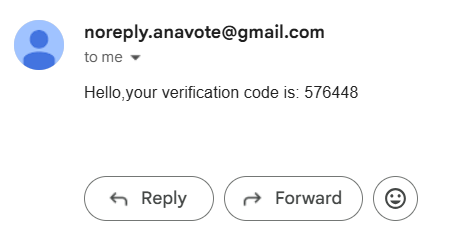 noreply.anavote@gmail.com
to me
Hello,your verification code is: 576448
Reply
Forward